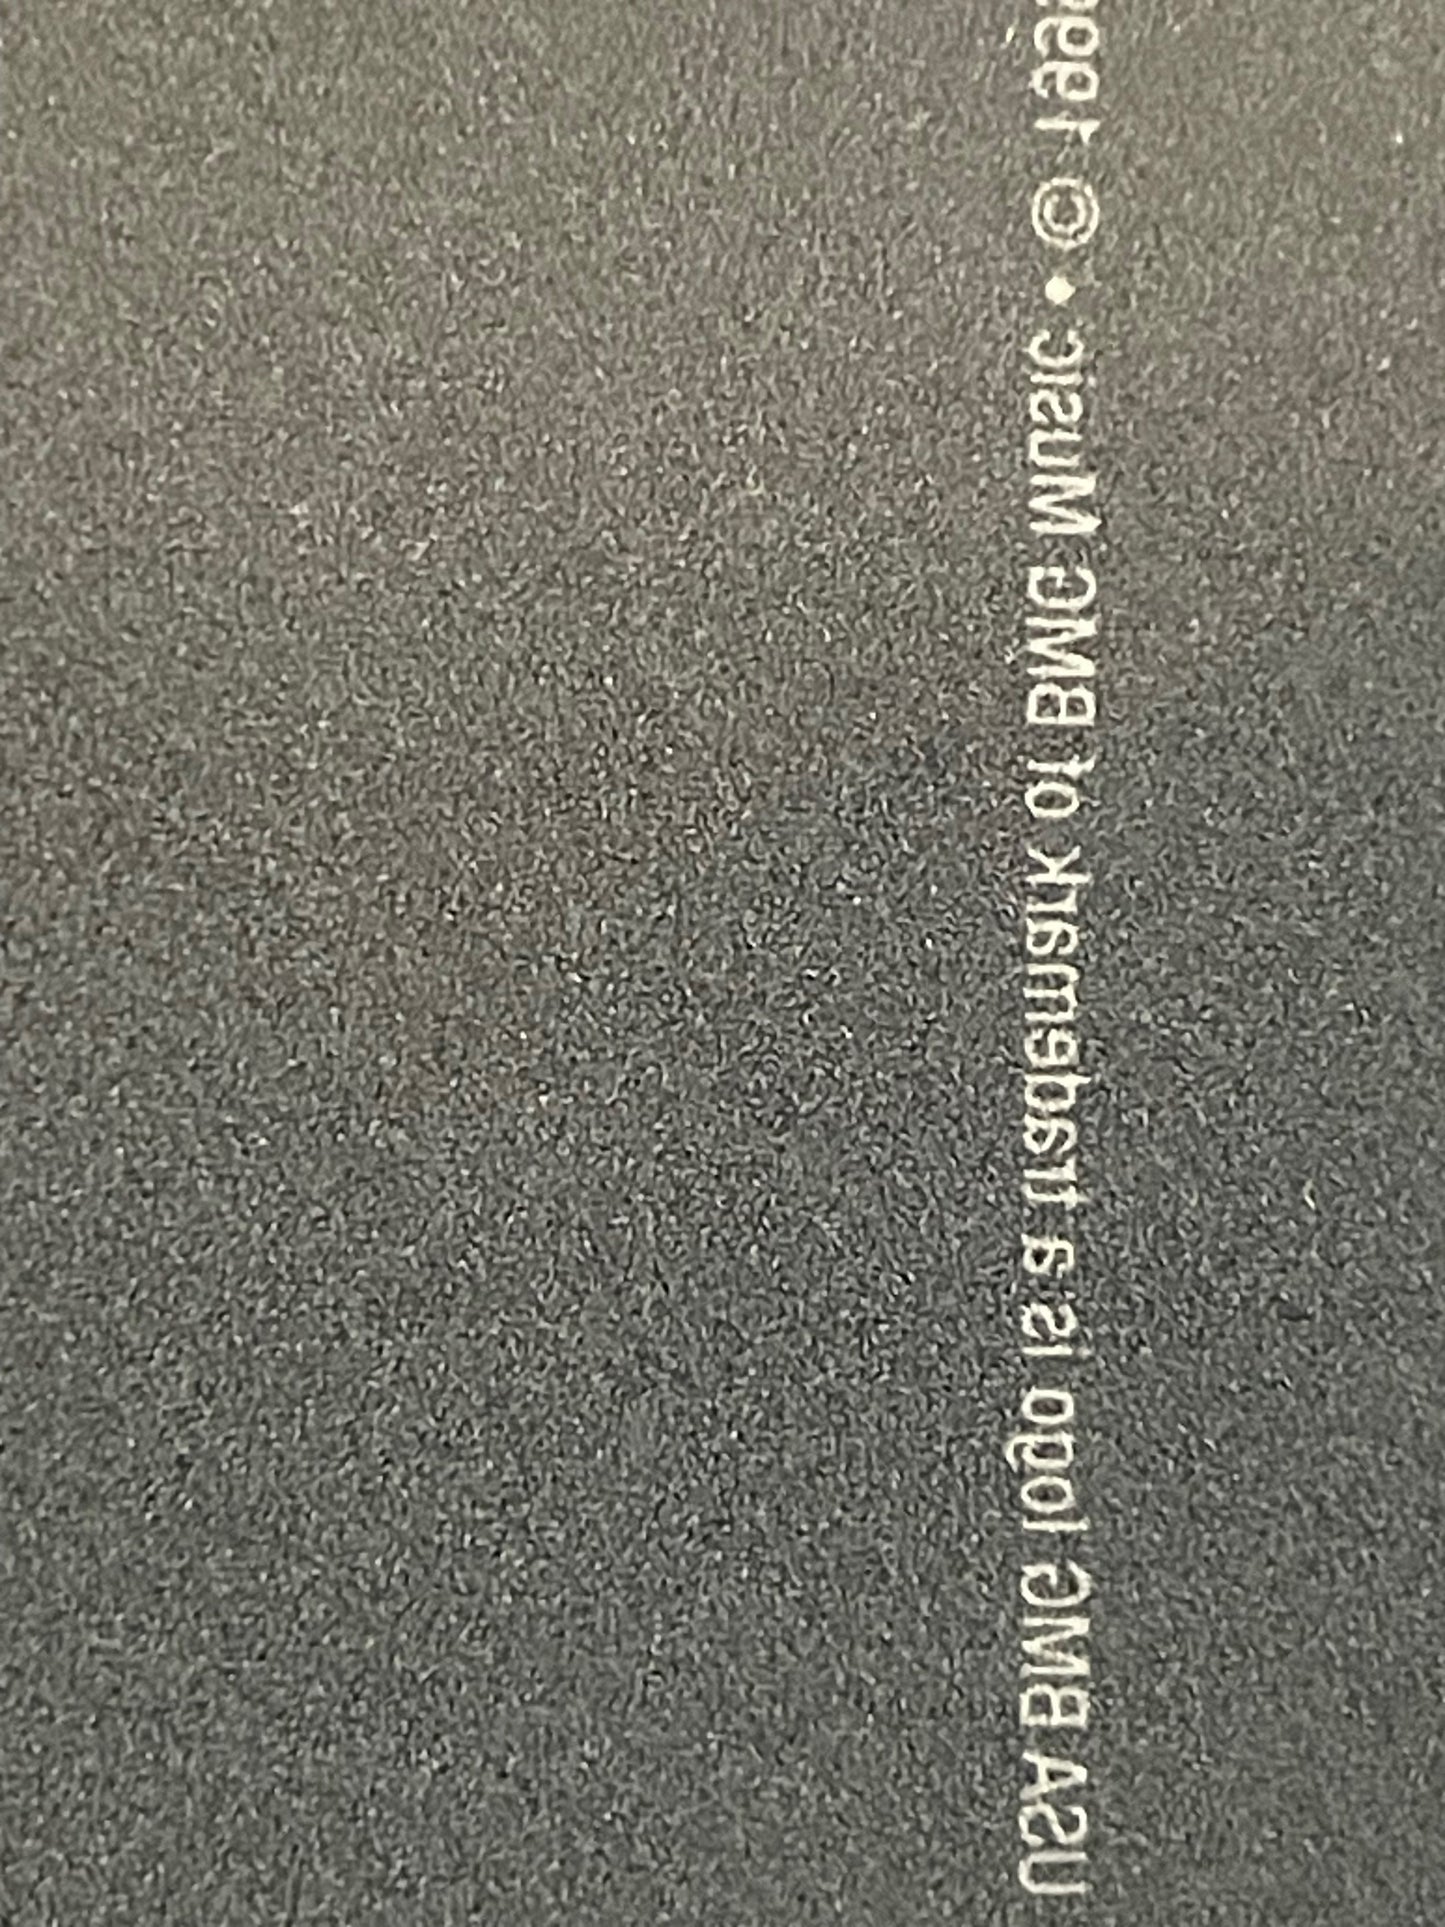 USA BMG logo is a trademark of BMG Music • © 199